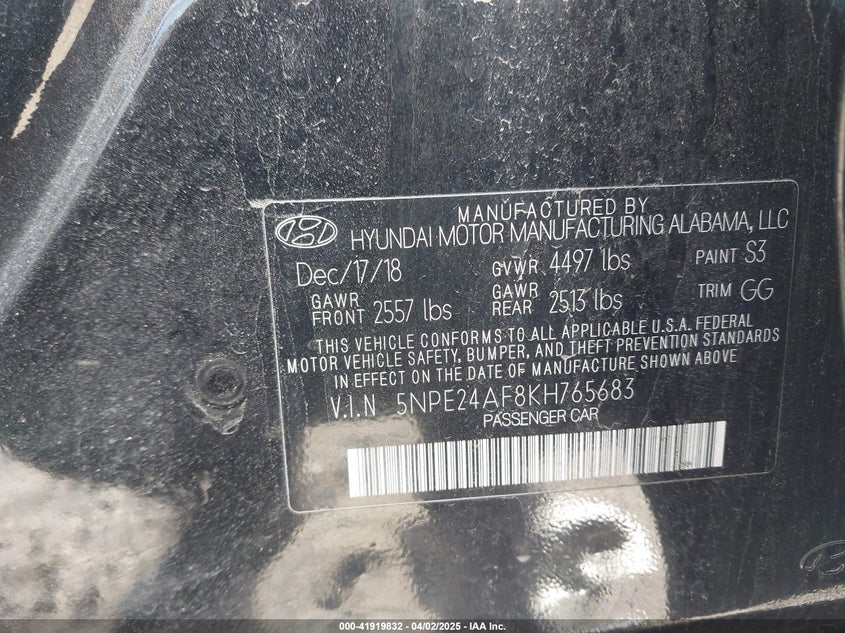 MANUFACTURED BY
HYUNDAI MOTOR MANUFACTURING ALABAMA, LLC
Dec/17/18 GVWR 4497 lbs PAINT S3
GAWR FRONT 2557 lbs GAWR REAR 2513 lbs TRIM GG
THIS VEHICLE CONFORMS TO ALL APPLICABLE U.S.A. FEDERAL
MOTOR VEHICLE SAFETY, BUMPER, AND THEFT PREVENTION STANDARDS
IN EFFECT ON THE DATE OF MANUFACTURE SHOWN ABOVE
V.I.N 5NPE24AF8KH765683
PASSENGER CAR
000-41919832 - 04/02/2025 - IAA Inc.